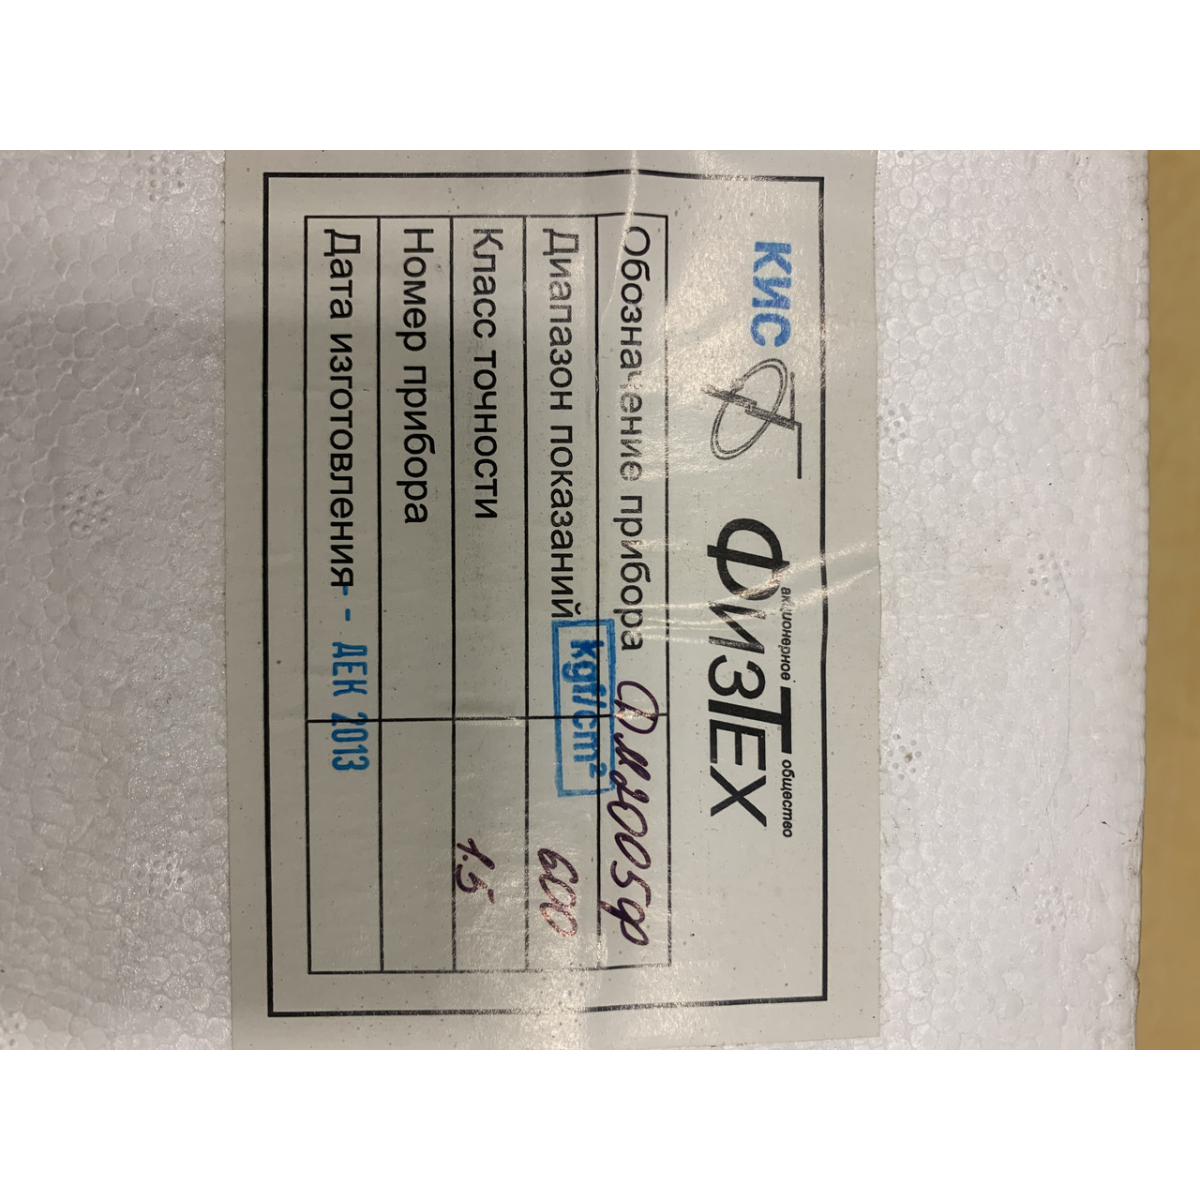 КИС
акционерное общество
ФизТех
Обозначение прибора ДМ2005ф
Диапазон показаний kgf/cm² 600
Класс точности 1.5
Номер прибора
Дата изготовления - - ДЕК 2013